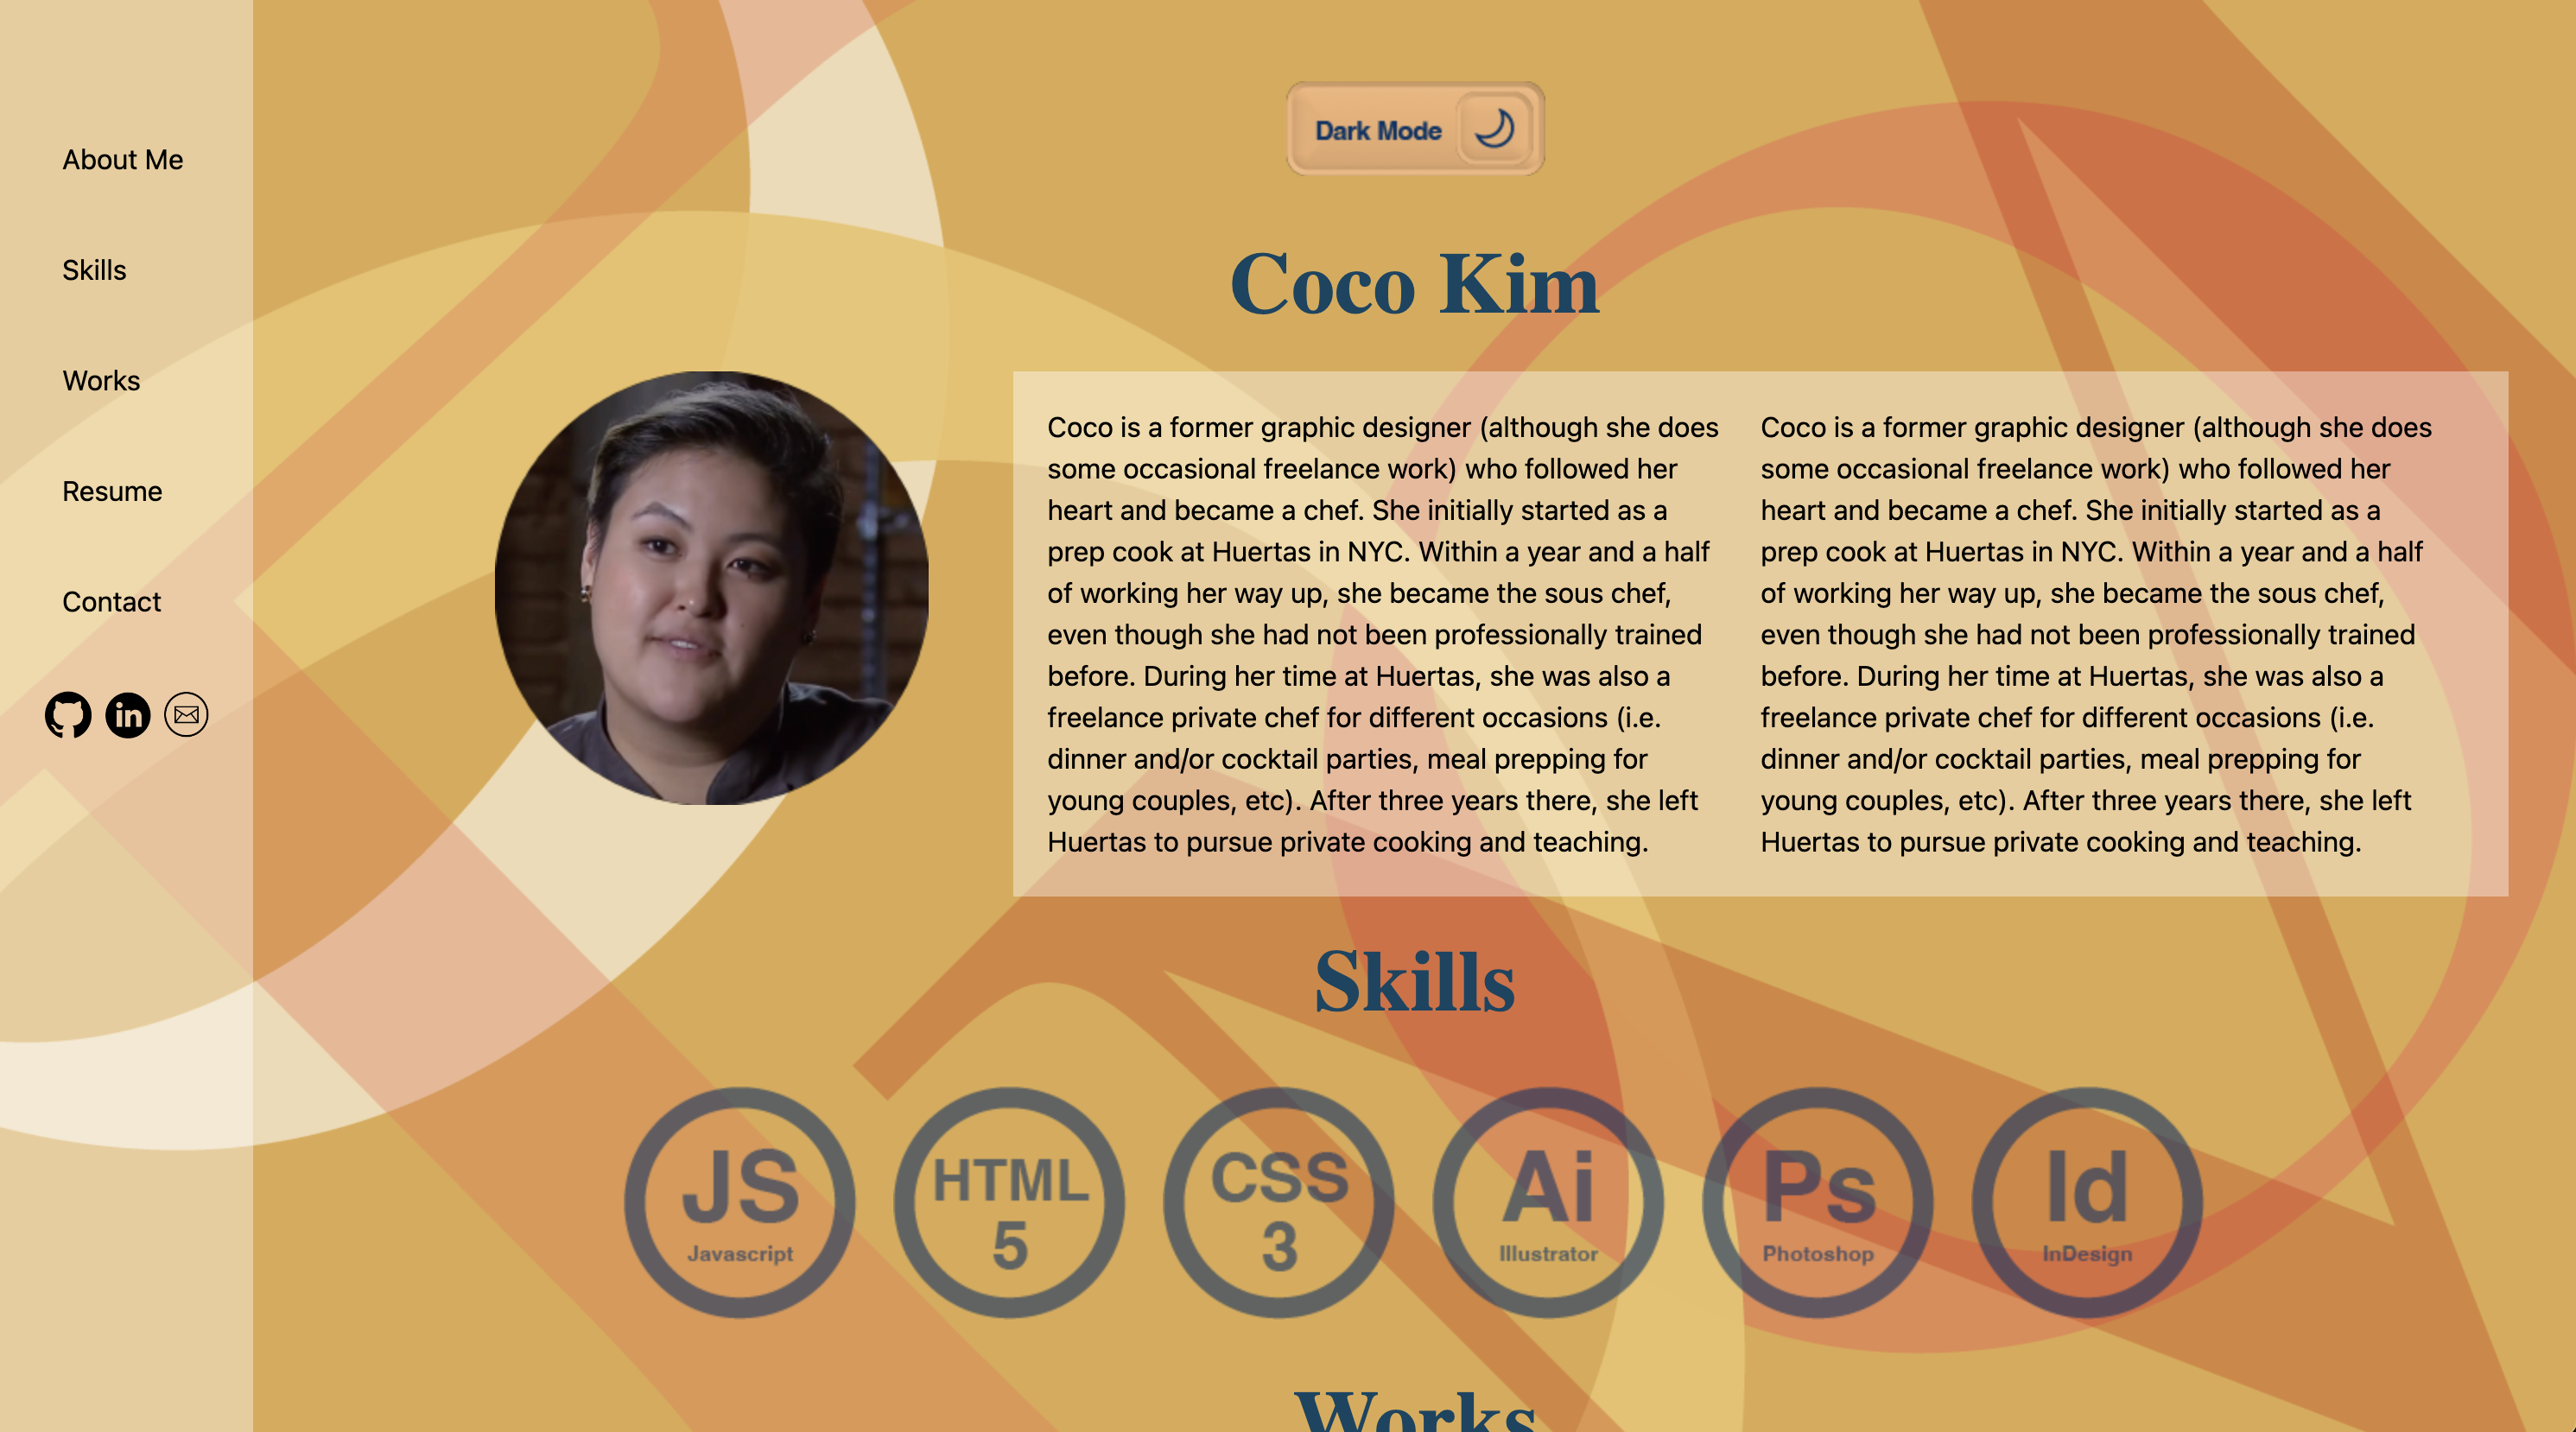 About Me
Skills
Works
Resume
Contact
in
Dark Mode
Coco Kim
Coco is a former graphic designer (although she does
some occasional freelance work) who followed her
heart and became a chef. She initially started as a
prep cook at Huertas in NYC. Within a year and a half
of working her way up, she became the sous chef,
even though she had not been professionally trained
before. During her time at Huertas, she was also a
freelance private chef for different occasions (i.e.
dinner and/or cocktail parties, meal prepping for
young couples, etc). After three years there, she left
Huertas to pursue private cooking and teaching.
Coco is a former graphic designer (although she does
some occasional freelance work) who followed her
heart and became a chef. She initially started as a
prep cook at Huertas in NYC. Within a year and a half
of working her way up, she became the sous chef,
even though she had not been professionally trained
before. During her time at Huertas, she was also a
freelance private chef for different occasions (i.e.
dinner and/or cocktail parties, meal prepping for
young couples, etc). After three years there, she left
Huertas to pursue private cooking and teaching.
Skills
JS
Javascript
HTML
5
CSS
3
Ai
Illustrator
Ps
Photoshop
Id
InDesign
Works